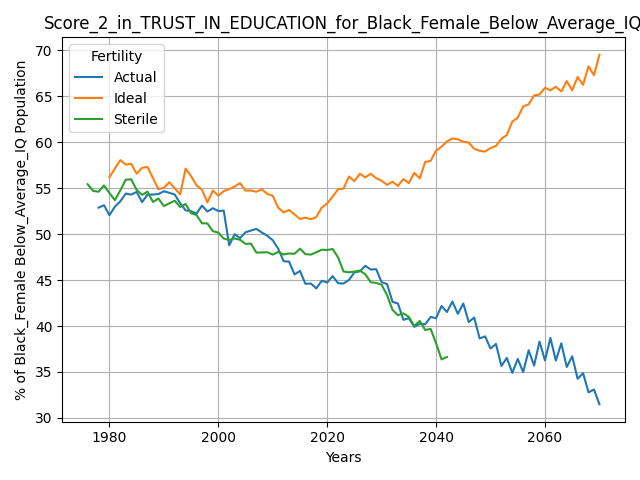 Score_2_in_TRUST_IN_EDUCATION_for_Black_Female_Below_Average_IQ
% of Black_Female Below_Average_IQ Population
70
65
60
55
50
45
40
35
30
Fertility
Actual
Ideal
Sterile
1980 2000 2020 2040 2060
Years